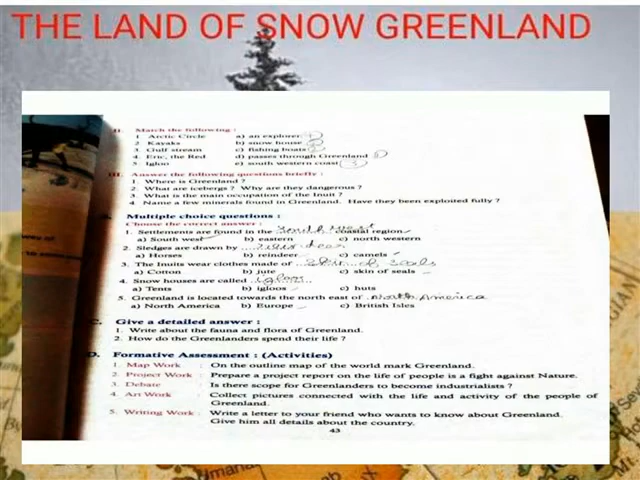 THE LAND OF SNOW GREENLAND
II. Match the following :
1 Arctic Circle a) an explorer
2 Kayaks b) snow house
3 Gulf stream c) fishing boats
4 Eric, the Red d) passes through Greenland
5 Igloo e) south western coast
III. Answer the following questions briefly :
1. Where is Greenland ?
2. What are icebergs ? Why are they dangerous ?
3. What is the main occupation of the Inuit ?
4. Name a few minerals found in Greenland. Have they been exploited fully ?
Multiple choice questions :
Choose the correct answer :
1. Settlements are found in the south west coastal region.
a) South west b) eastern c) north western
2. Sledges are drawn by
a) Horses b) reindeer c) camels
3. The Inuits wear clothes made of skin of seals
a) Cotton b) jute c) skin of seals
4. Snow houses are called igloos
a) Tents b) igloos c) huts
5. Greenland is located towards the north east of North America
a) North America b) Europe c) British Isles
C. Give a detailed answer :
1. Write about the fauna and flora of Greenland.
2. How do the Greenlanders spend their life ?
D. Formative Assessment : (Activities)
1. Map Work : On the outline map of the world mark Greenland.
2. Project Work : Prepare a project report on the life of people is a fight against Nature.
3. Debate : Is there scope for Greenlanders to become industrialists ?
4. Art Work : Collect pictures connected with the life and activity of the people of
Greenland.
5. Writing Work : Write a letter to your friend who wants to know about Greenland.
Give him all details about the country.
43